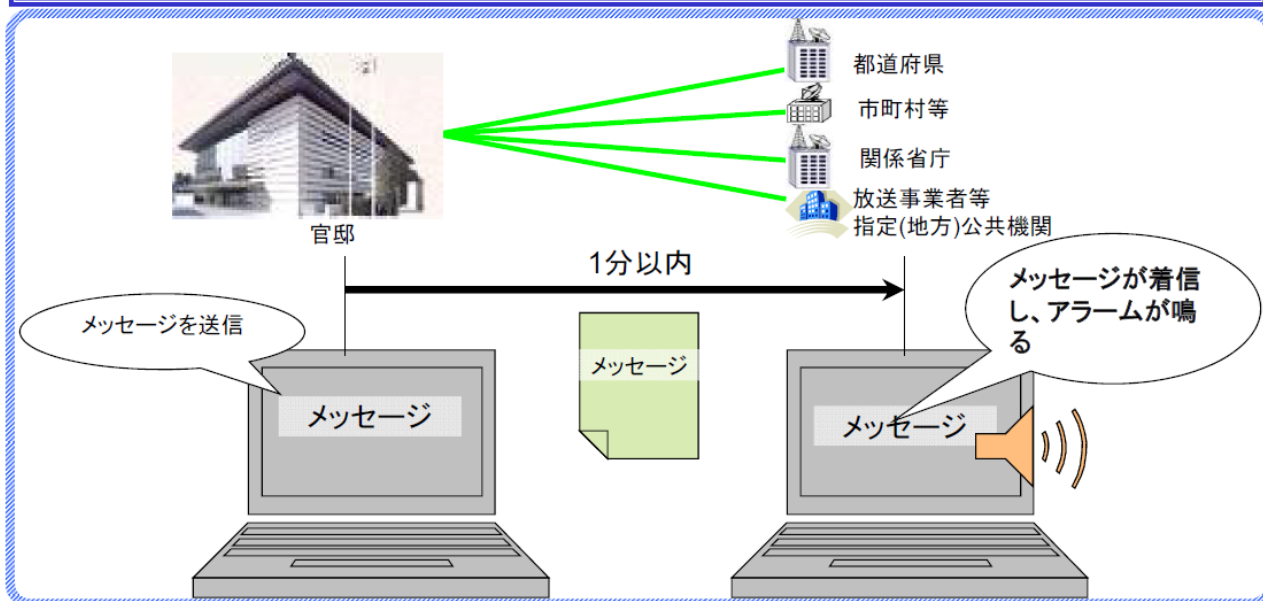 都道府県
市町村等
関係省庁
放送事業者等
指定(地方)公共機関
官邸
1分以内
メッセージを送信
メッセージ
メッセージ
メッセージが着信
し、アラームが鳴
る
メッセージ